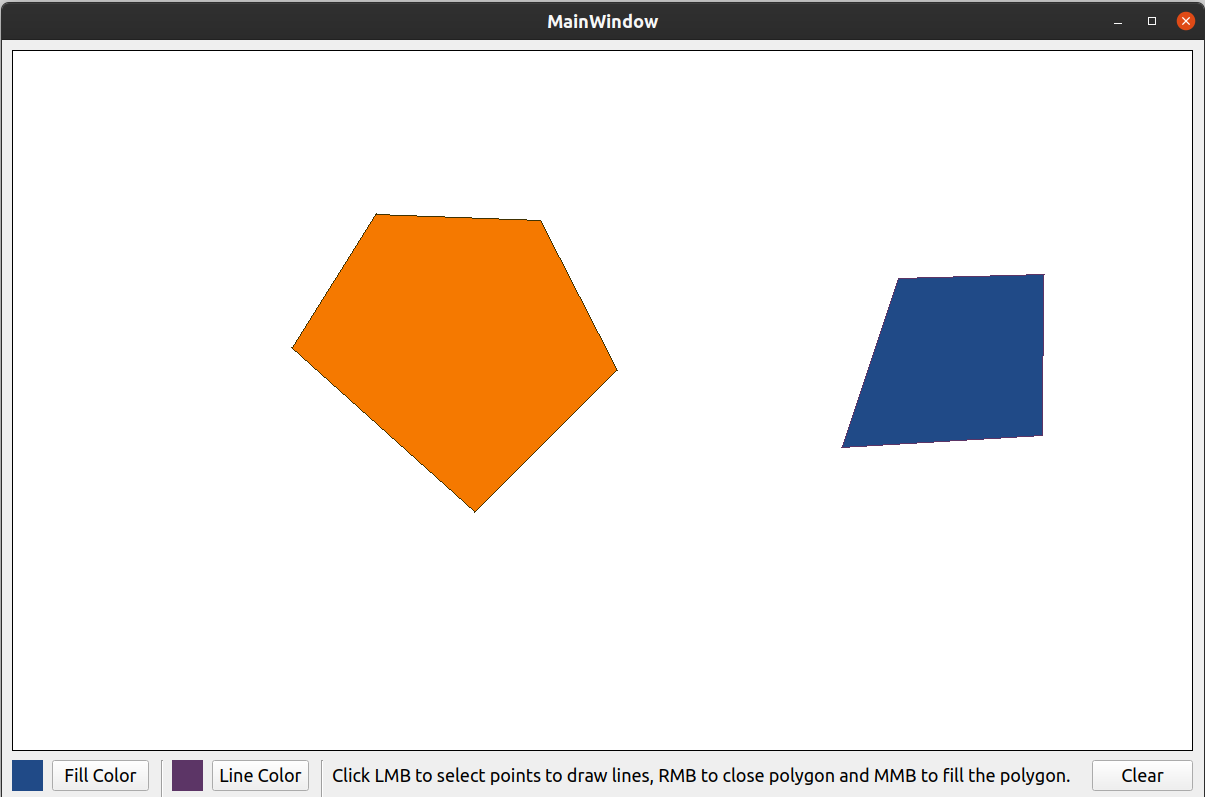 MainWindow
Fill Color
Line Color
Click LMB to select points to draw lines, RMB to close polygon and MMB to fill the polygon.
Clear